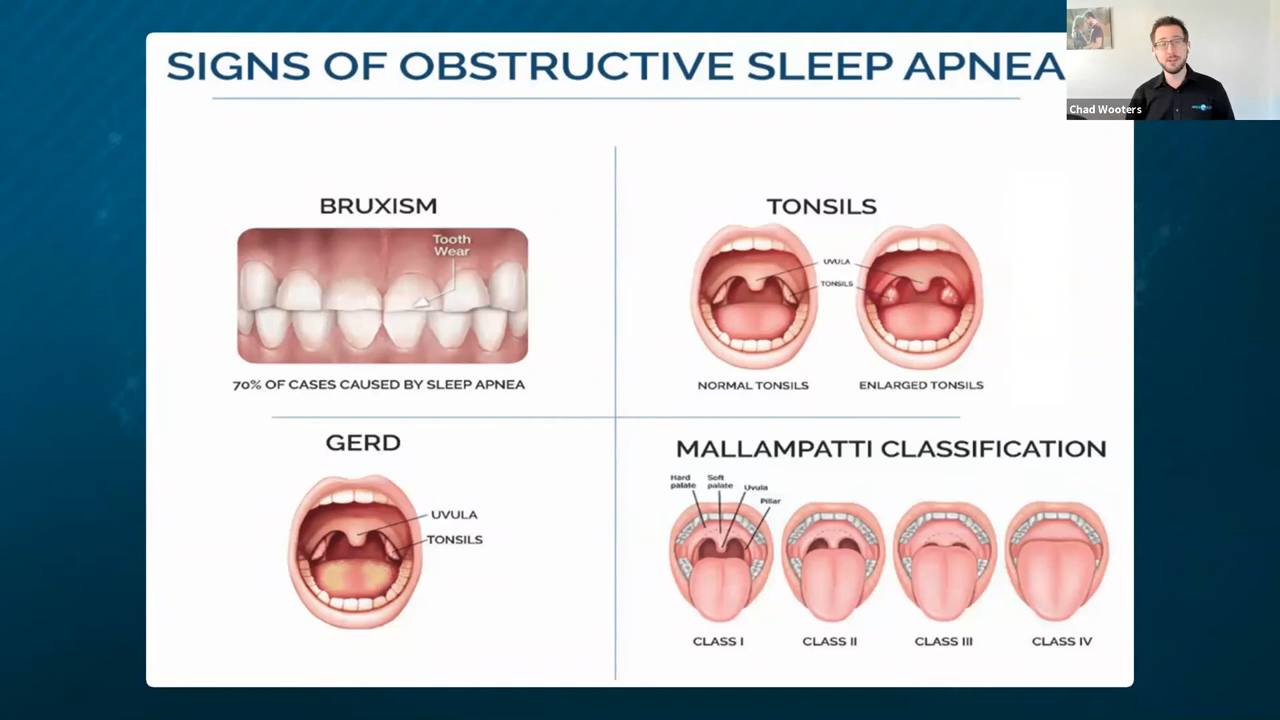 SIGNS OF OBSTRUCTIVE SLEEP APNEA
Chad Wooters
BRUXISM
Tooth
Wear
70% OF CASES CAUSED BY SLEEP APNEA
TONSILS
UVULA
TONSILS
NORMAL TONSILS
ENLARGED TONSILS
GERD
UVULA
TONSILS
MALLAMPATTI CLASSIFICATION
Hard
palate
Soft
palate
Uvula
Pillar
CLASS I
CLASS II
CLASS III
CLASS IV